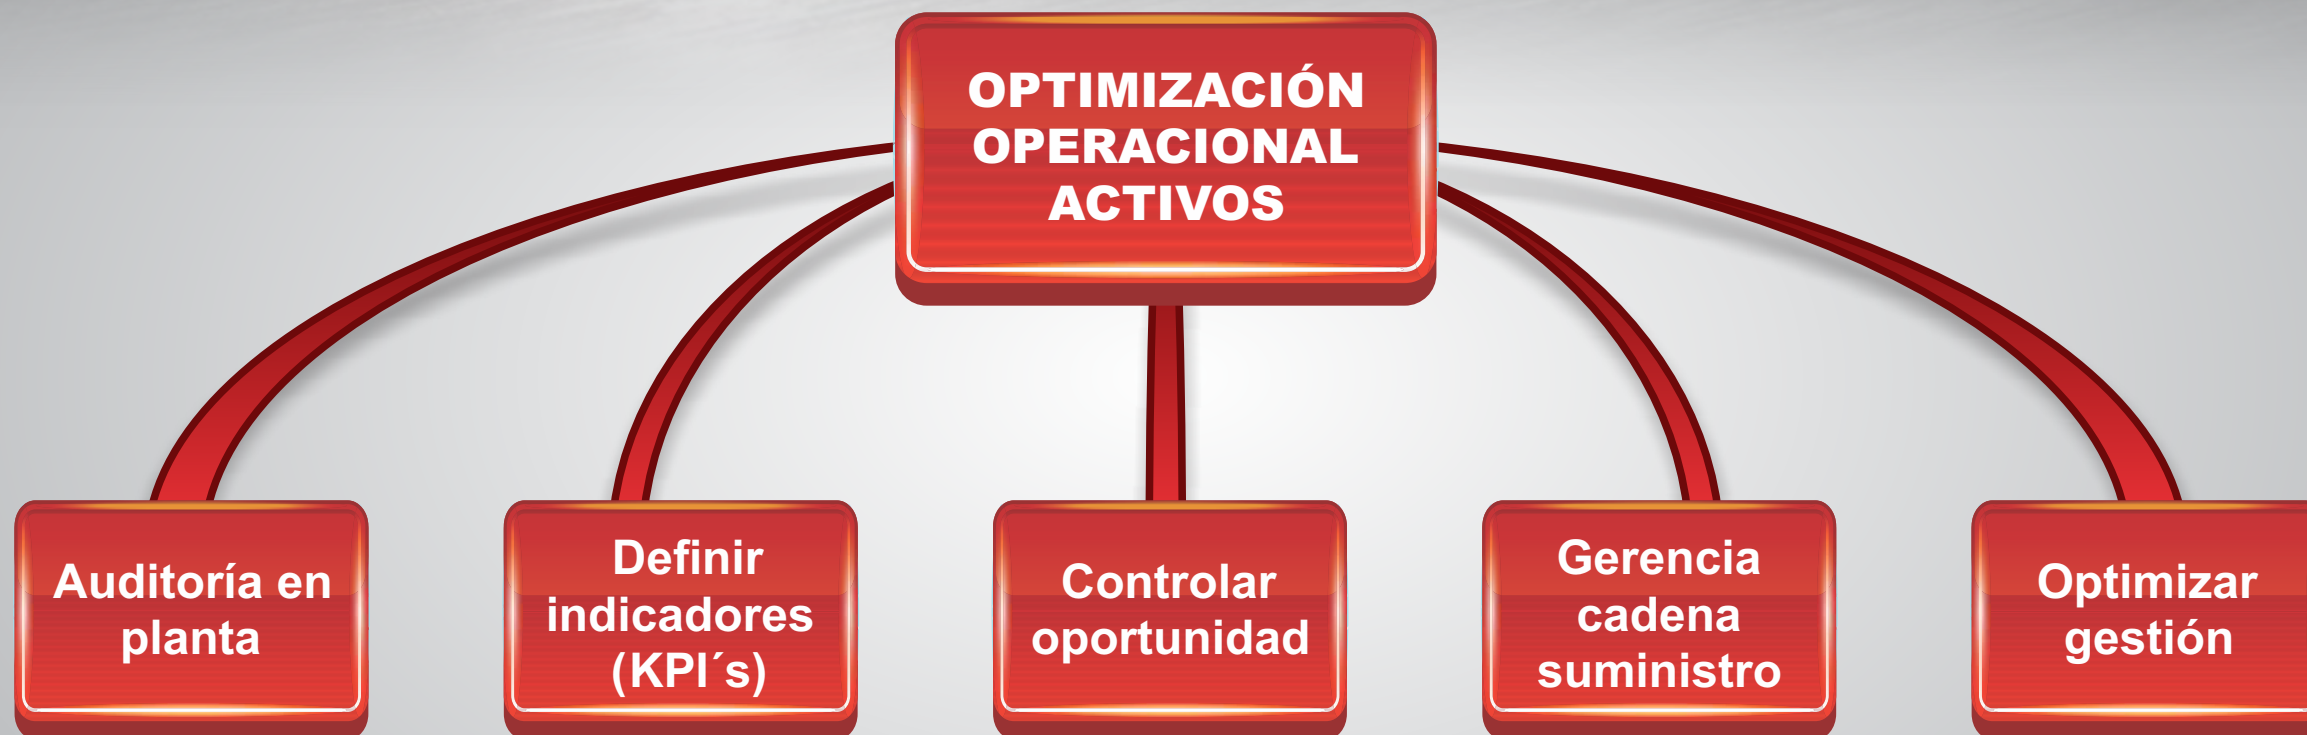 OPTIMIZACIÓN
OPERACIONAL
ACTIVOS
Auditoría en
planta
Definir
indicadores
(KPI´s)
Controlar
oportunidad
Gerencia
cadena
suministro
Optimizar
gestión